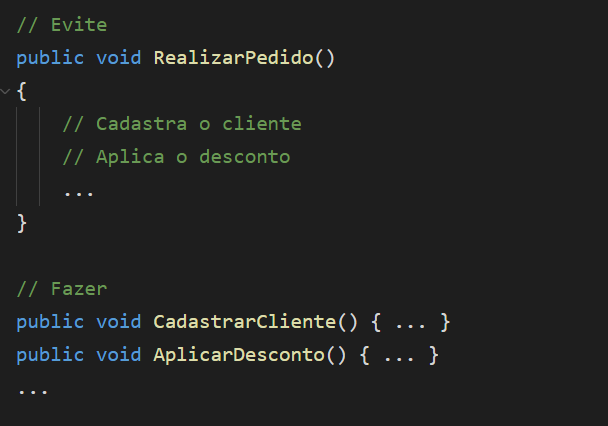 // Evite
public void RealizarPedido()
{
// Cadastra o cliente
// Aplica o desconto
...
}
// Fazer
public void CadastrarCliente() { ... }
public void AplicarDesconto() { ... }
...